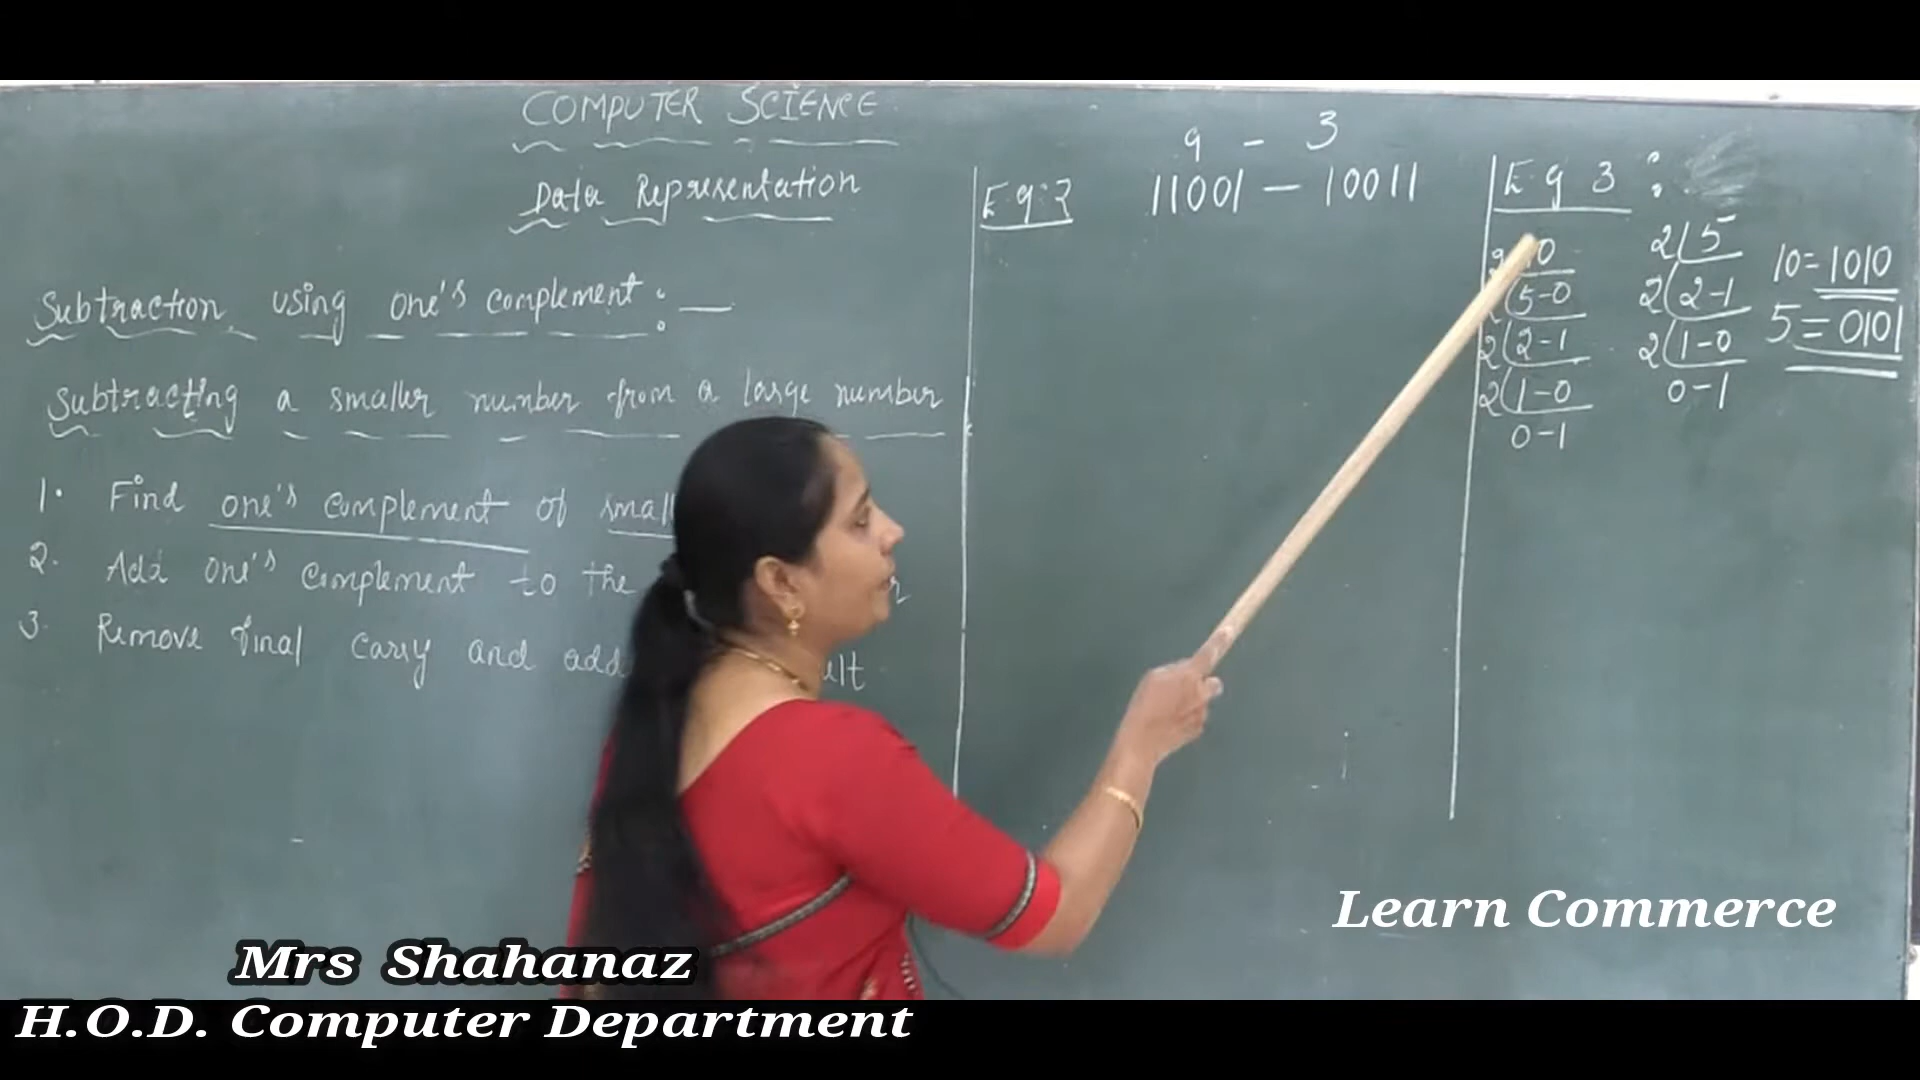 COMPUTER SCIENCE
Data Representation
Subtraction using one's complement : —
Subtracting a smaller number from a large number
1. Find one's complement of
2. Add one's complement to the
3. Remove final carry and
9 - 3
Eg:2 11001 — 10011
Eg 3 :
2(5-0
2(2-1
2(1-0
0-1
2(5
2(2-1
2(1-0
0-1
10=1010
5=0101
Learn Commerce
Mrs Shahanaz
H.O.D. Computer Department